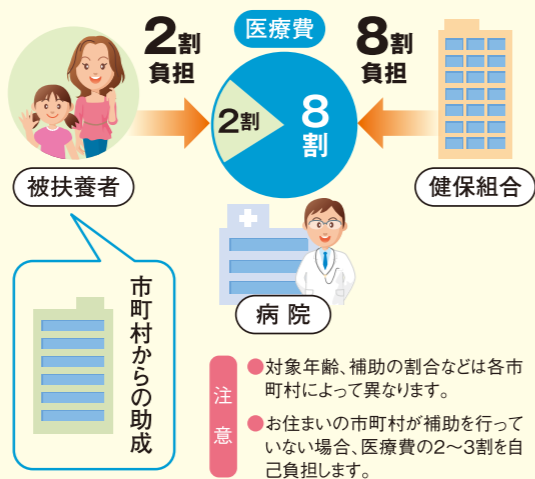 2割
負担
医療費
8割
負担
2割
8
割
被扶養者
健保組合
病院
市町村からの助成
注意
●対象年齢、補助の割合などは各市
町村によって異なります。
●お住まいの市町村が補助を行って
いない場合、医療費の2〜3割を自
己負担します。